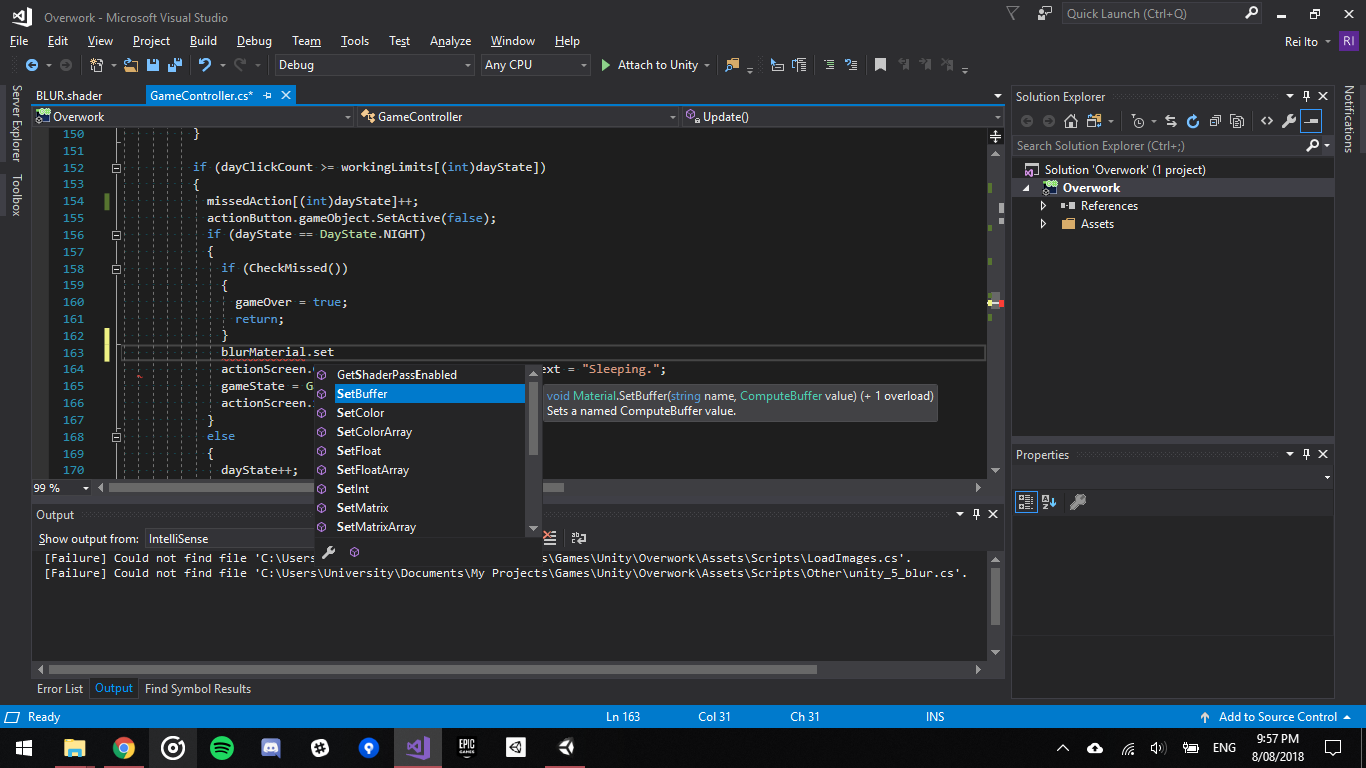 Overwork - Microsoft Visual Studio
Quick Launch (Ctrl+Q)
File Edit View Project Build Debug Team Tools Test Analyze Window Help
Rei Ito RI
Debug Any CPU Attach to Unity
Server Explorer
Toolbox
BLUR.shader GameController.cs*
Overwork GameController Update()
150 }
151
152 if (dayClickCount >= workingLimits[(int)dayState])
153 {
154 missedAction[(int)dayState]++;
155 actionButton.gameObject.SetActive(false);
156 if (dayState == DayState.NIGHT)
157 {
158 if (CheckMissed())
159 {
160 gameOver = true;
161 return;
162 }
163 blurMaterial.set
164 actionScreen. ext = "Sleeping.";
165 gameState = G
166 actionScreen.
167 }
168 else
169 {
170 dayState++;
GetShaderPassEnabled
SetBuffer
SetColor
SetColorArray
SetFloat
SetFloatArray
SetInt
SetMatrix
SetMatrixArray
void Material.SetBuffer(string name, ComputeBuffer value) (+ 1 overload)
Sets a named ComputeBuffer value.
99 %
Output
Show output from: IntelliSense
[Failure] Could not find file 'C:\Users s\Games\Unity\Overwork\Assets\Scripts\LoadImages.cs'.
[Failure] Could not find file 'C:\Users\University\Documents\My Projects\Games\Unity\Overwork\Assets\Scripts\Other\unity_5_blur.cs'.
Error List Output Find Symbol Results
Solution Explorer
Search Solution Explorer (Ctrl+;)
Solution 'Overwork' (1 project)
Overwork
References
Assets
Properties
Notifications
Ready Ln 163 Col 31 Ch 31 INS Add to Source Control
EPIC GAMES
ENG
9:57 PM
8/08/2018